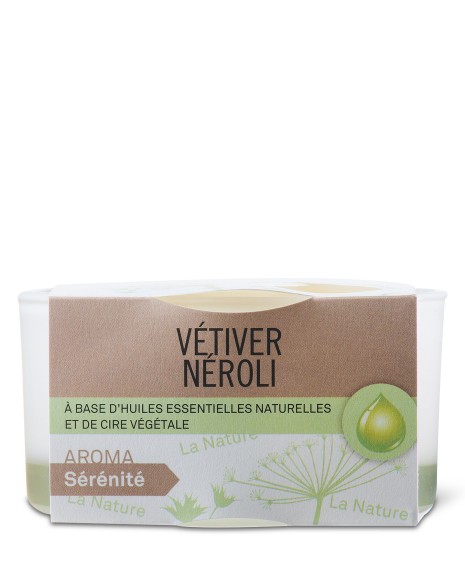 VÉTIVER
NÉROLI
À BASE D'HUILES ESSENTIELLES NATURELLES
ET DE CIRE VÉGÉTALE
La Nature
AROMA
Sérénité
La Nature
La Nature